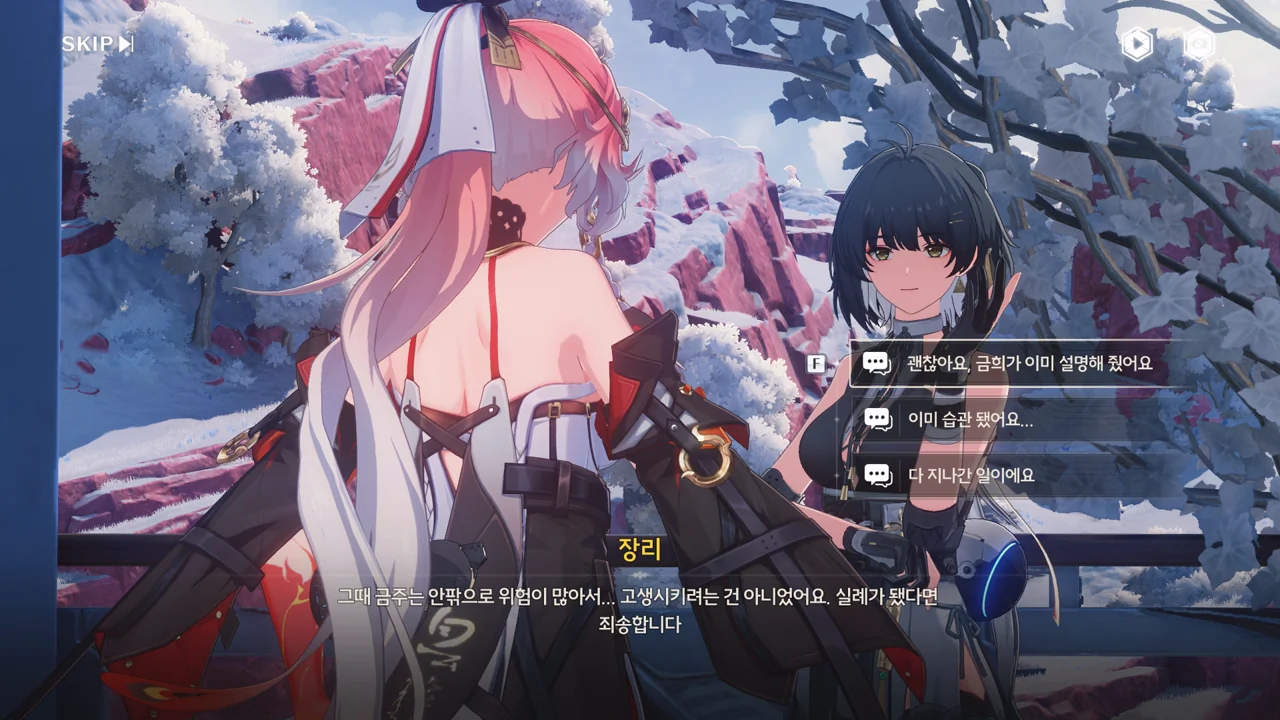 SKIP
F
괜찮아요, 금희가 이미 설명해 줬어요
이미 습관 됐어요...
다 지나간 일이에요
장리
그때 금주는 안팎으로 위험이 많아서... 고생시키려는 건 아니었어요. 실례가 됐다면
죄송합니다